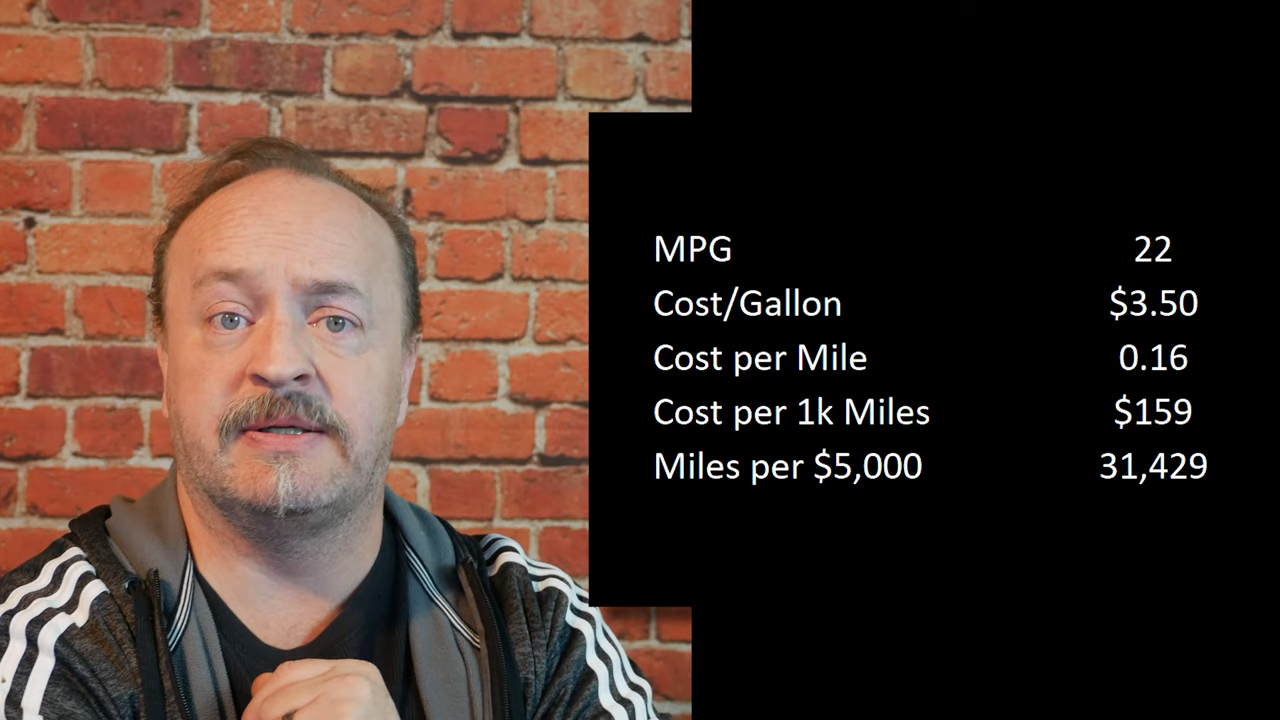 MPG 22
Cost/Gallon $3.50
Cost per Mile 0.16
Cost per 1k Miles $159
Miles per $5,000 31,429